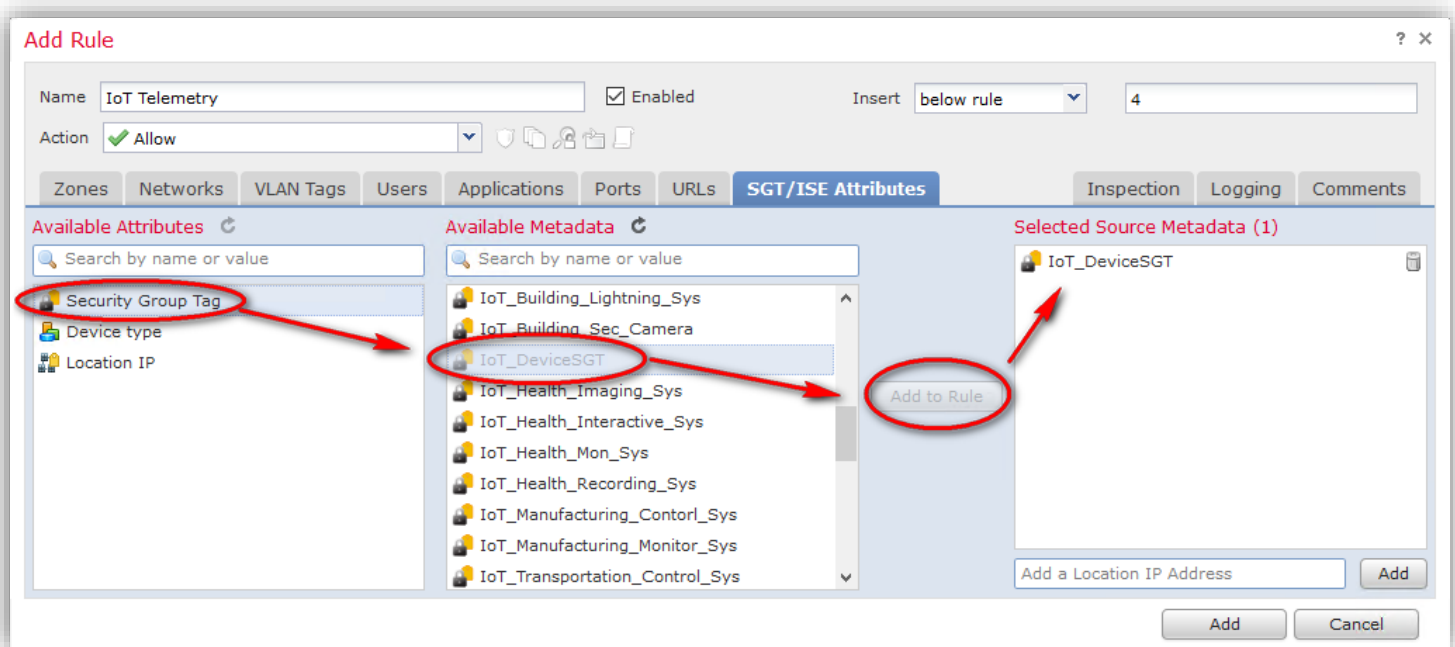 Add Rule ? ×
Name IoT Telemetry Enabled Insert below rule 4
Action Allow
Zones Networks VLAN Tags Users Applications Ports URLs SGT/ISE Attributes Inspection Logging Comments
Available Attributes Available Metadata Selected Source Metadata (1)
Search by name or value Search by name or value IoT_DeviceSGT
Security Group Tag IoT_Building_Lightning_Sys
Device type IoT_Building_Sec_Camera
Location IP IoT_DeviceSGT
IoT_Health_Imaging_Sys
Add to Rule
IoT_Health_Interactive_Sys
IoT_Health_Mon_Sys
IoT_Health_Recording_Sys
IoT_Manufacturing_Contorl_Sys
IoT_Manufacturing_Monitor_Sys
IoT_Transportation_Control_Sys Add a Location IP Address Add
Add Cancel